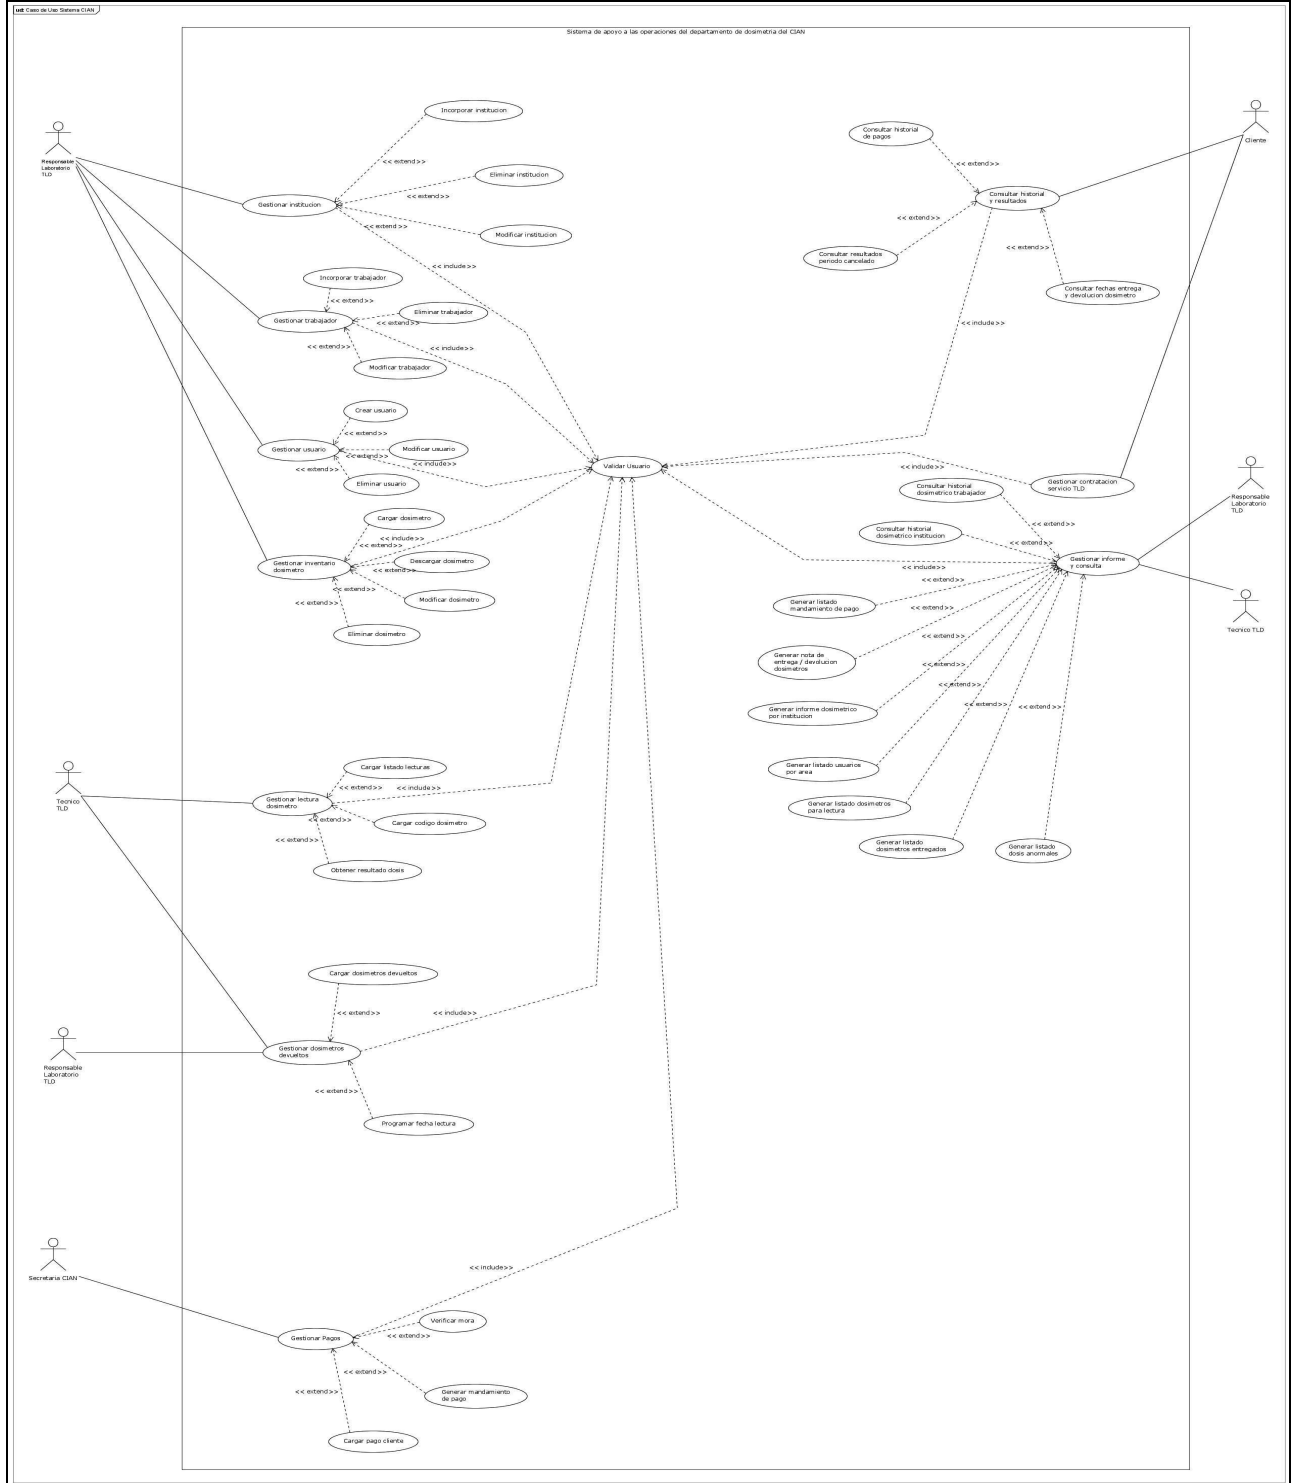 uct Caso de Uso Sistema CIAN
Sistema de apoyo a las operaciones del departamento de dosimetria del CIAN
Responsable
Laboratorio
TLD
Incorporar institucion
<< extend >>
Eliminar institucion
<< extend >>
Gestionar institucion
<< extend >>
Modificar institucion
<< include >>
Incorporar trabajador
<< extend >>
Eliminar trabajador
Gestionar trabajador
<< extend >>
<< extend >>
<< include >>
Modificar trabajador
Crear usuario
<< extend >>
Gestionar usuario
Modificar usuario
<< extend >>
<< include >>
<< extend >>
Eliminar usuario
Validar Usuario
Cargar dosimetro
<< include >>
<< extend >>
Gestionar inventario
dosimetro
Descargar dosimetro
<< extend >>
<< extend >>
Modificar dosimetro
<< extend >>
Eliminar dosimetro
Cliente
Consultar historial
de pagos
<< extend >>
Consultar historial
y resultados
<< extend >>
Consultar resultados
periodo cancelado
<< extend >>
Consultar fechas entrega
y devolucion dosimetro
<< include >>
<< include >>
Gestionar contratacion
servicio TLD
Responsable
Laboratorio
TLD
Consultar historial
dosimetrico trabajador
<< extend >>
Consultar historial
dosimetrico institucion
<< extend >>
Gestionar informe
y consulta
<< include >>
<< extend >>
Generar listado
mandamiento de pago
<< extend >>
Tecnico TLD
<< extend >>
Generar nota de
entrega / devolucion
dosimetros
<< extend >>
<< extend >>
Generar informe dosimetrico
por institucion
<< extend >>
<< extend >>
Generar listado usuarios
por area
Generar listado dosimetros
para lectura
Generar listado
dosimetros entregados
Generar listado
dosis anormales
Tecnico
TLD
Cargar listado lecturas
<< extend >>
<< include >>
Gestionar lectura
dosimetro
<< extend >>
Cargar codigo dosimetro
<< extend >>
Obtener resultado dosis
Cargar dosimetros devueltos
<< extend >>
<< include >>
Gestionar dosimetros
devueltos
Responsable
Laboratorio
TLD
<< extend >>
Programar fecha lectura
Secretaria CIAN
<< include >>
Verificar mora
Gestionar Pagos
<< extend >>
<< extend >>
<< extend >>
Generar mandamiento
de pago
Cargar pago cliente